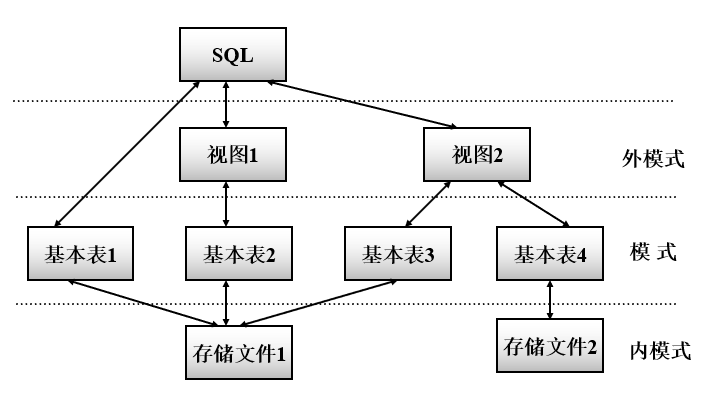 SQL
视图1
视图2
外模式
基本表1
基本表2
基本表3
基本表4
模 式
存储文件1
存储文件2
内模式